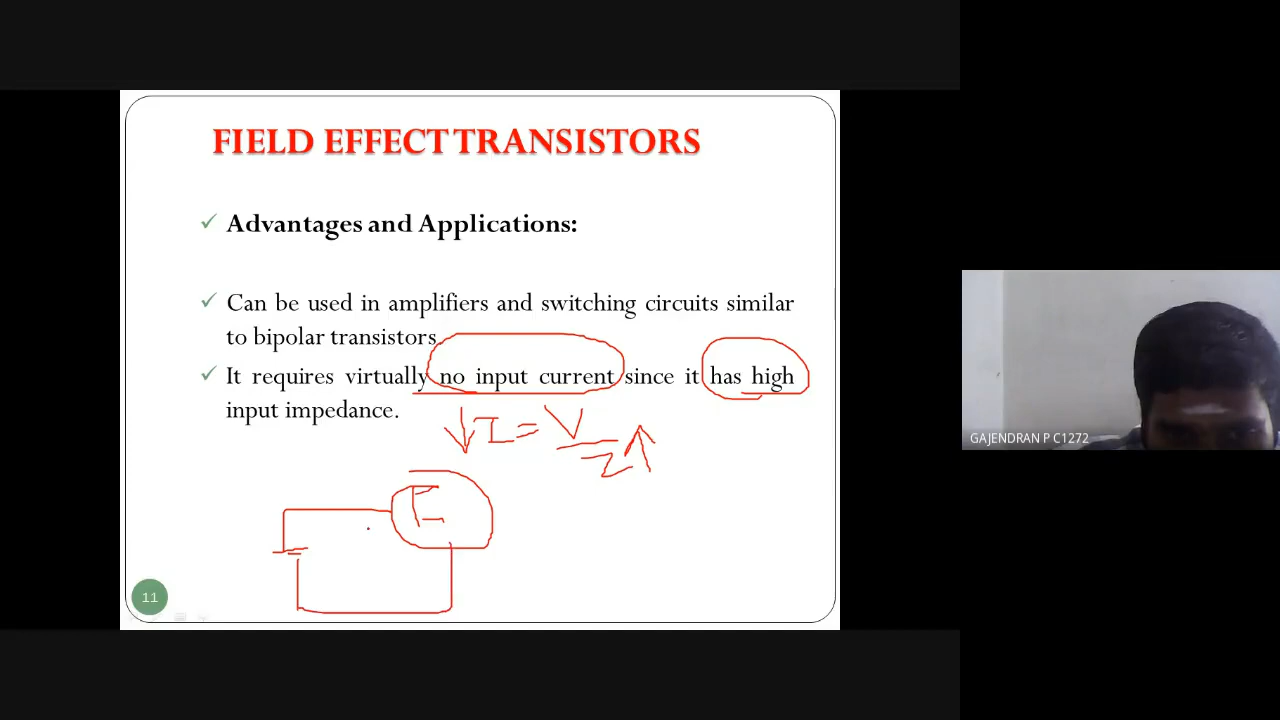 FIELD EFFECT TRANSISTORS
✓ Advantages and Applications:
✓ Can be used in amplifiers and switching circuits similar
to bipolar transistors.
✓ It requires virtually no input current since it has high
input impedance.
↓I = V/Z↑
11
GAJENDRAN P C1272